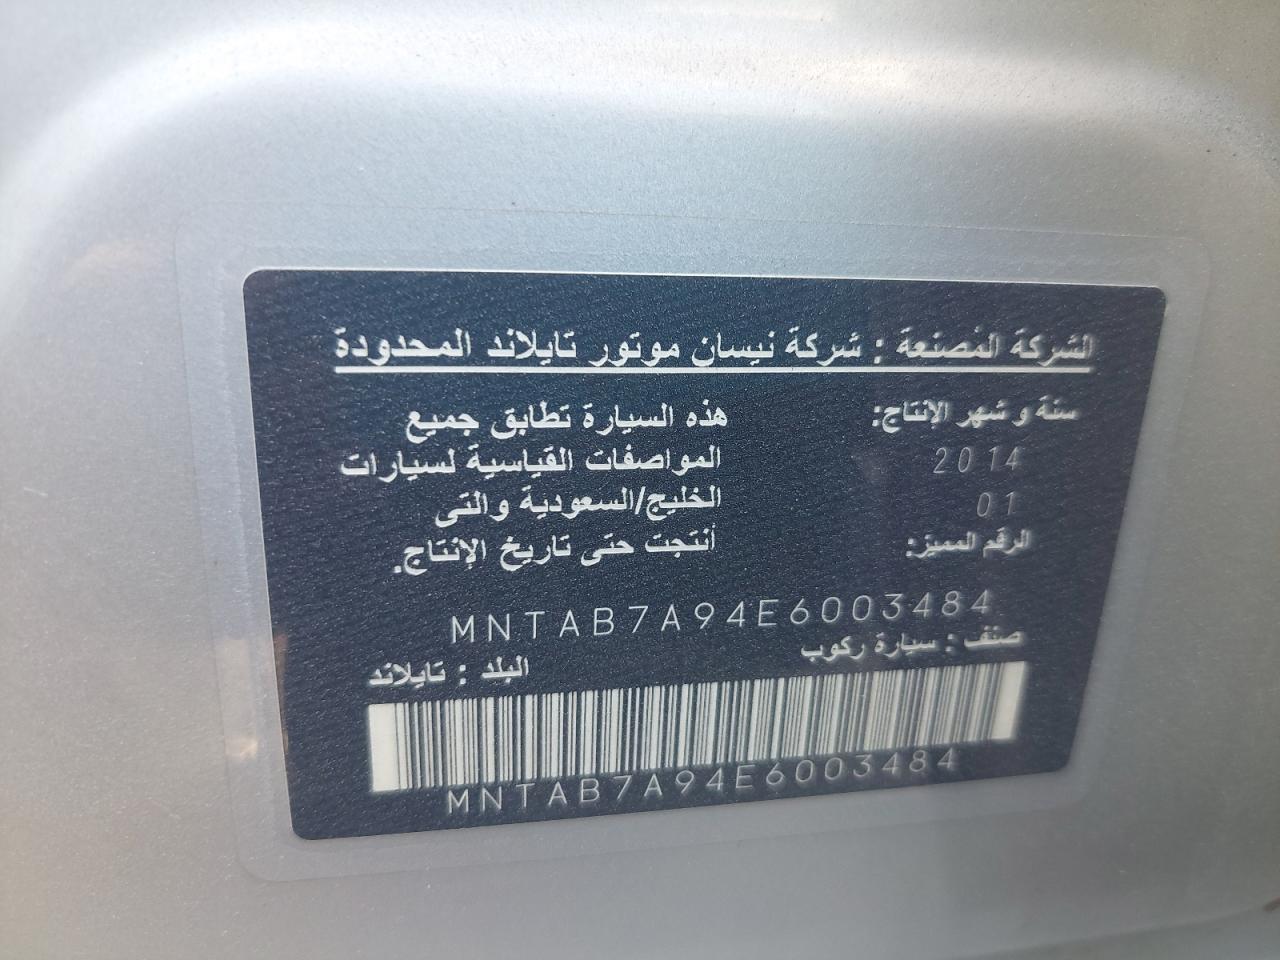 الشركة المصنعة : شركة نيسان موتور تايلاند المحدودة
سنة و شهر الإنتاج:
2014
01
الرقم المميز:
هذه السيارة تطابق جميع
المواصفات القياسية لسيارات
الخليج/السعودية والتى
أنتجت حتى تاريخ الإنتاج.
MNTAB7A94E6003484
صنف : سيارة ركوب
البلد : تايلاند
MNTAB7A94E6003484